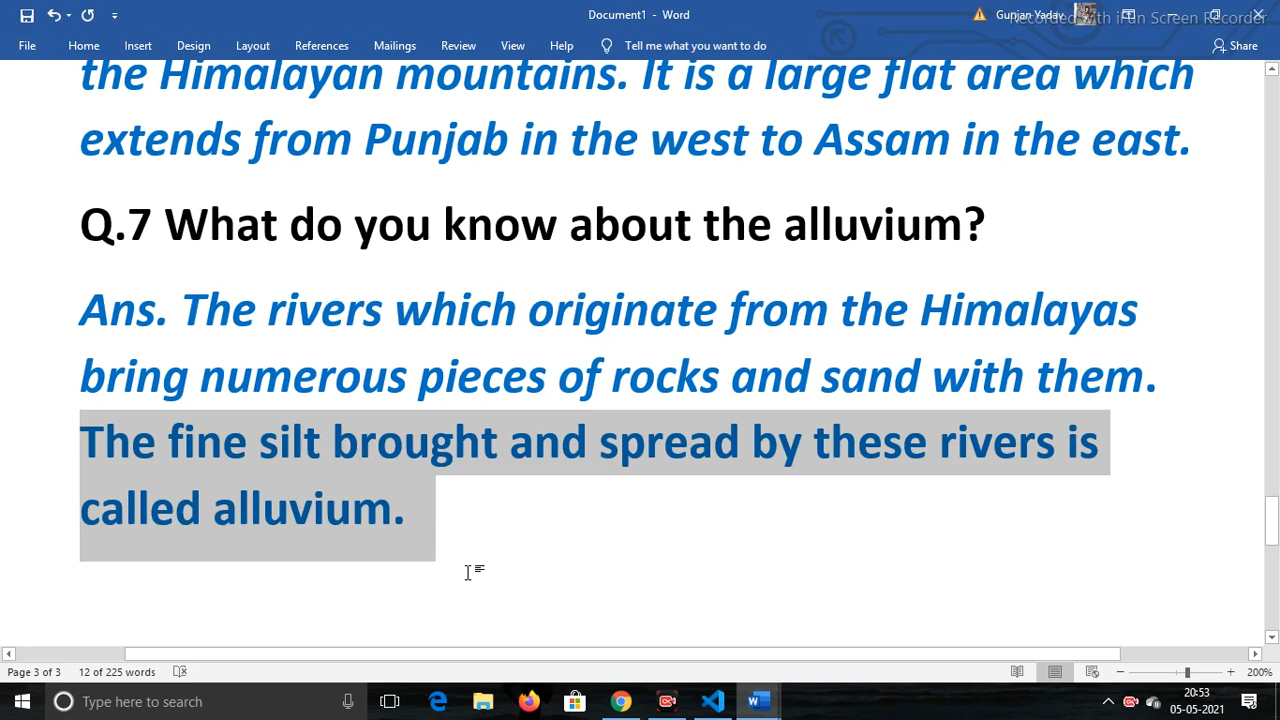 Document1 - Word
Gunjan Yadav
Recorded with iFun Screen Recorder
File Home Insert Design Layout References Mailings Review View Help Tell me what you want to do Share
the Himalayan mountains. It is a large flat area which
extends from Punjab in the west to Assam in the east.
Q.7 What do you know about the alluvium?
Ans. The rivers which originate from the Himalayas
bring numerous pieces of rocks and sand with them.
The fine silt brought and spread by these rivers is
called alluvium.
Page 3 of 3 12 of 225 words 200%
Type here to search
20:53
05-05-2021